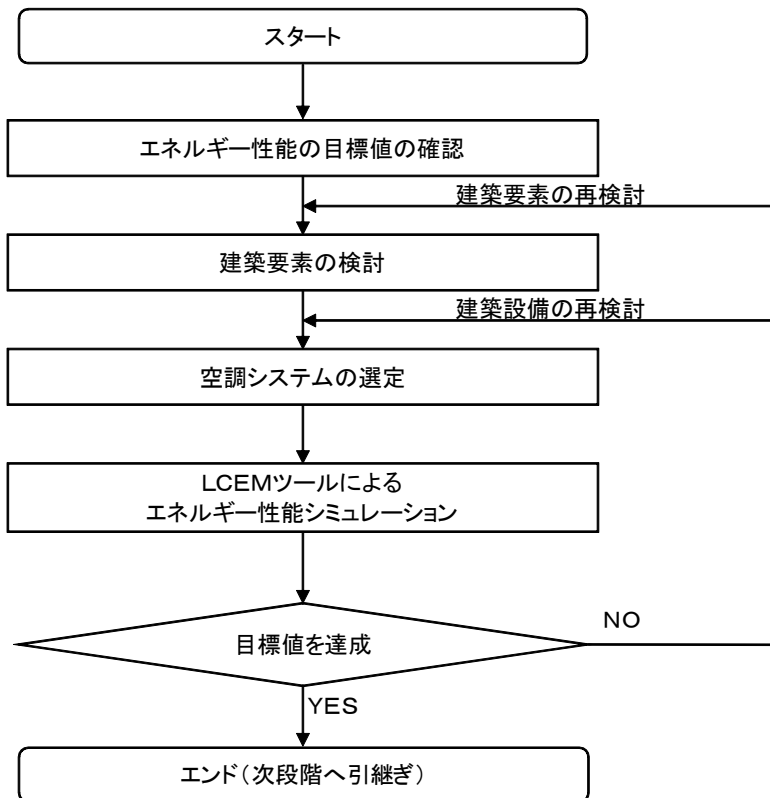 スタート
エネルギー性能の目標値の確認
建築要素の再検討
建築要素の検討
建築設備の再検討
空調システムの選定
LCEMツールによる
エネルギー性能シミュレーション
目標値を達成
NO
YES
エンド(次段階へ引継ぎ)